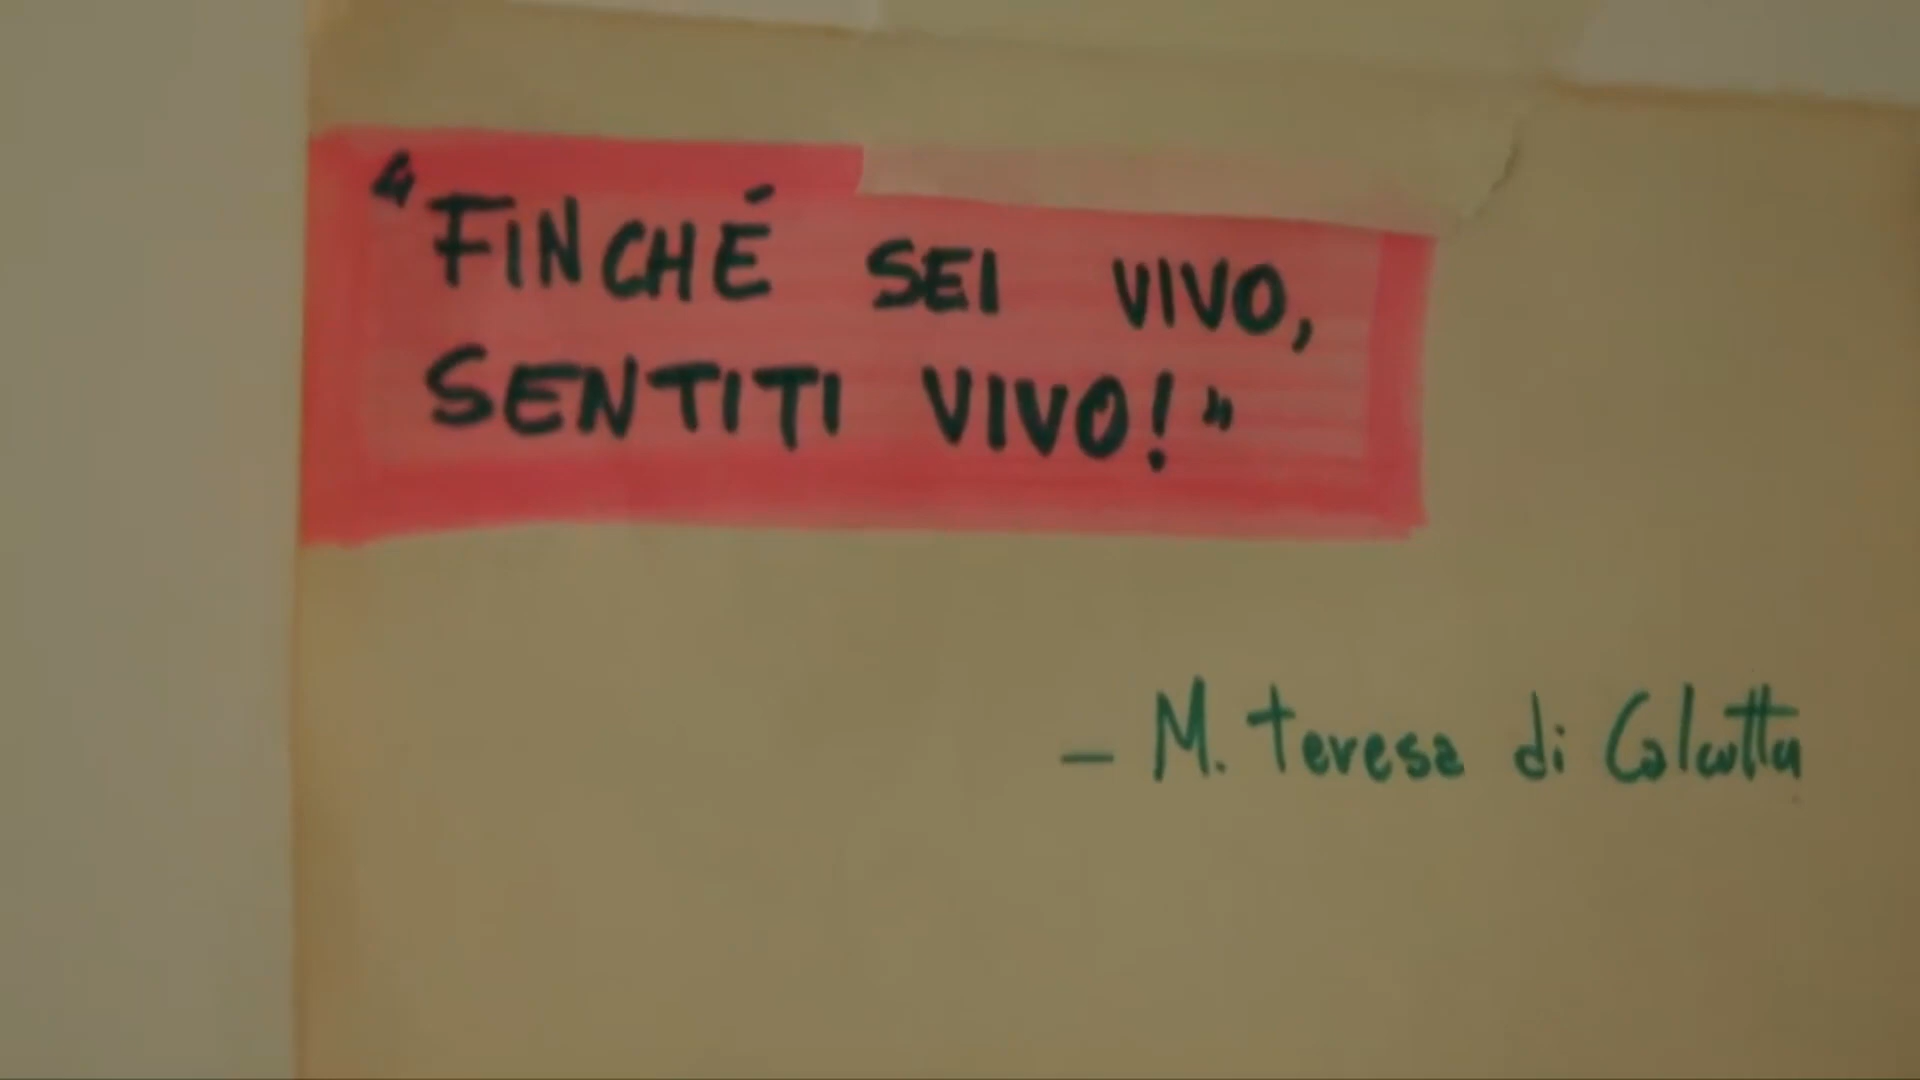 "FINCHÉ SEI VIVO,
SENTITI VIVO!"
– M. Teresa di Calcutta